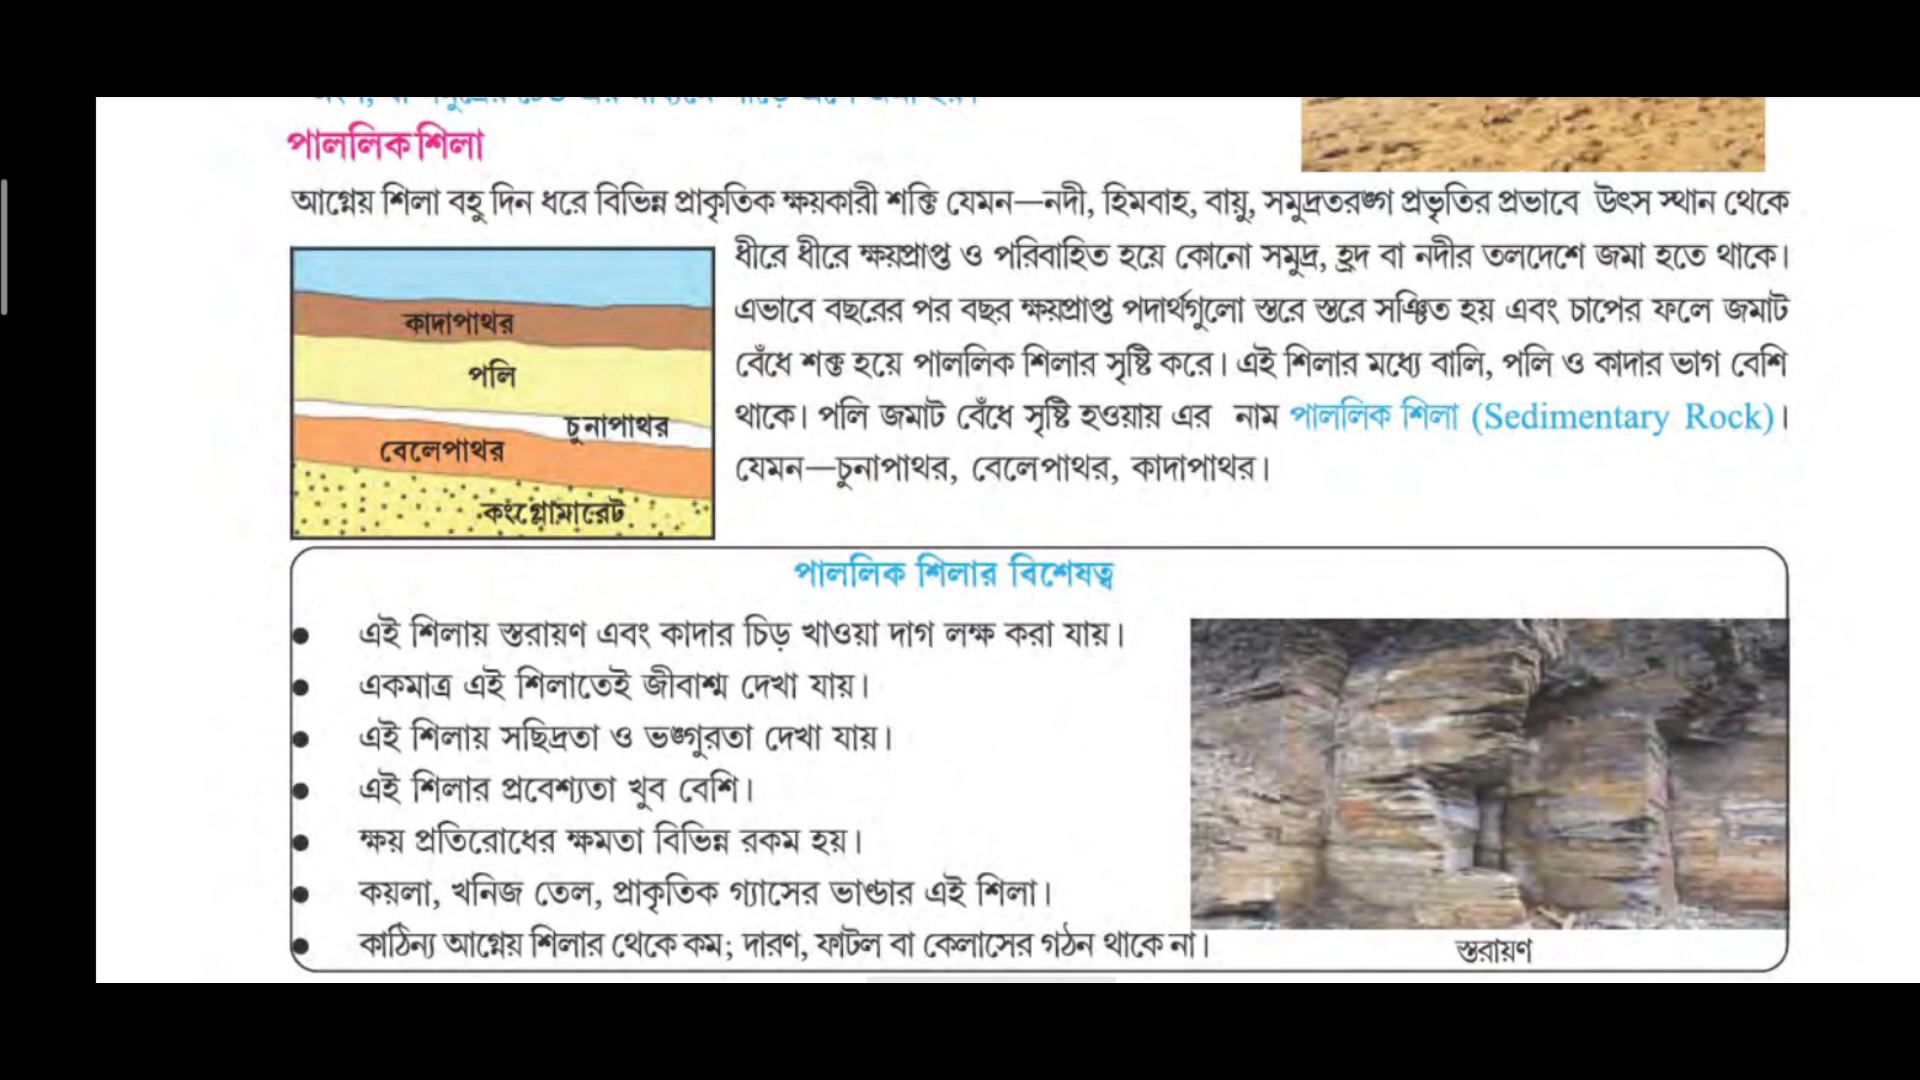 পাললিক শিলা
আগ্নেয় শিলা বহু দিন ধরে বিভিন্ন প্রাকৃতিক ক্ষয়কারী শক্তি যেমন—নদী, হিমবাহ, বায়ু, সমুদ্রতরঙ্গ প্রভৃতির প্রভাবে উৎস স্থান থেকে
ধীরে ধীরে ক্ষয়প্রাপ্ত ও পরিবাহিত হয়ে কোনো সমুদ্র, হ্রদ বা নদীর তলদেশে জমা হতে থাকে।
এভাবে বছরের পর বছর ক্ষয়প্রাপ্ত পদার্থগুলো স্তরে স্তরে সঞ্চিত হয় এবং চাপের ফলে জমাট
বেঁধে শক্ত হয়ে পাললিক শিলার সৃষ্টি করে। এই শিলার মধ্যে বালি, পলি ও কাদার ভাগ বেশি
থাকে। পলি জমাট বেঁধে সৃষ্টি হওয়ায় এর নাম পাললিক শিলা (Sedimentary Rock)।
যেমন—চুনাপাথর, বেলেপাথর, কাদাপাথর।
কাদাপাথর
পলি
চুনাপাথর
বেলেপাথর
কংগ্লোমারেট
পাললিক শিলার বিশেষত্ব
● এই শিলায় স্তরায়ণ এবং কাদার চিড় খাওয়া দাগ লক্ষ করা যায়।
● একমাত্র এই শিলাতেই জীবাশ্ম দেখা যায়।
● এই শিলায় সছিদ্রতা ও ভঙ্গুরতা দেখা যায়।
● এই শিলার প্রবেশ্যতা খুব বেশি।
● ক্ষয় প্রতিরোধের ক্ষমতা বিভিন্ন রকম হয়।
● কয়লা, খনিজ তেল, প্রাকৃতিক গ্যাসের ভাণ্ডার এই শিলা।
● কাঠিন্য আগ্নেয় শিলার থেকে কম; দারণ, ফাটল বা কেলাসের গঠন থাকে না।
স্তরায়ণ